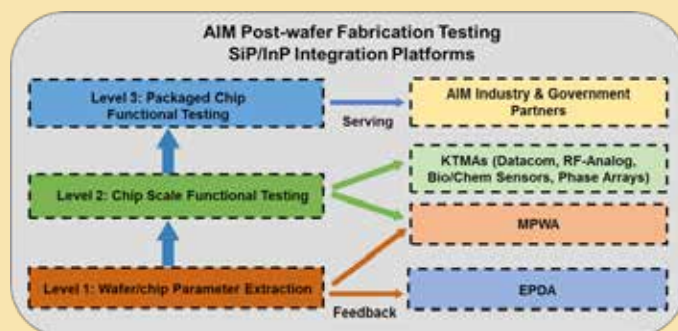 AIM Post-wafer Fabrication Testing
SiP/InP Integration Platforms
Level 3: Packaged Chip
Functional Testing
Serving
AIM Industry & Government
Partners
Level 2: Chip Scale Functional Testing
KTMAs (Datacom, RF-Analog,
Bio/Chem Sensors, Phase Arrays)
MPWA
Level 1: Wafer/chip Parameter Extraction
Feedback
EPDA